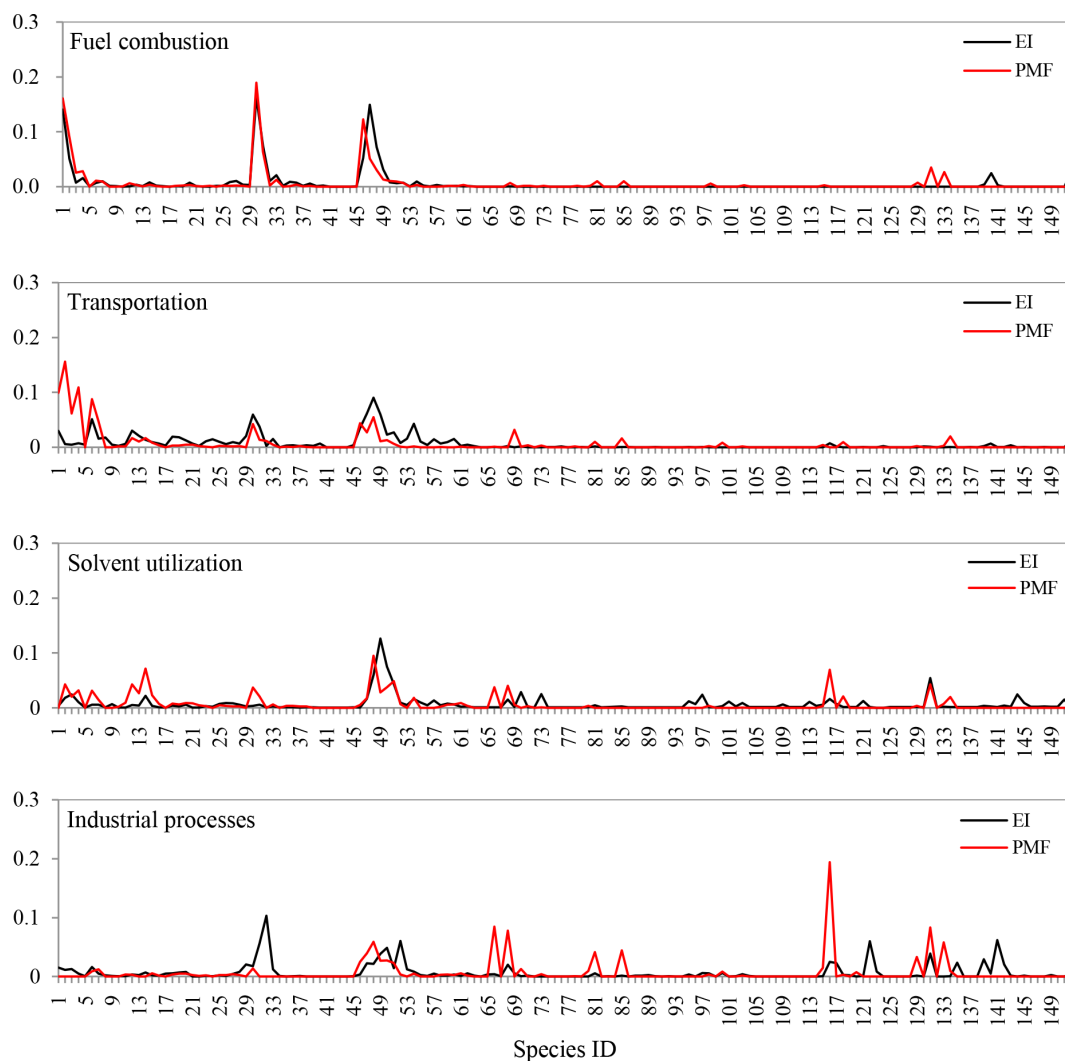 Fuel combustion
EI
PMF
0.3
0.2
0.1
0.0
1 5 9 13 17 21 25 29 33 37 41 45 49 53 57 61 65 69 73 77 81 85 89 93 97 101 105 109 113 117 121 125 129 133 137 141 145 149
Transportation
EI
PMF
0.3
0.2
0.1
0
1 5 9 13 17 21 25 29 33 37 41 45 49 53 57 61 65 69 73 77 81 85 89 93 97 101 105 109 113 117 121 125 129 133 137 141 145 149
Solvent utilization
EI
PMF
0.3
0.2
0.1
0
1 5 9 13 17 21 25 29 33 37 41 45 49 53 57 61 65 69 73 77 81 85 89 93 97 101 105 109 113 117 121 125 129 133 137 141 145 149
Industrial processes
EI
PMF
0.3
0.2
0.1
0
1 5 9 13 17 21 25 29 33 37 41 45 49 53 57 61 65 69 73 77 81 85 89 93 97 101 105 109 113 117 121 125 129 133 137 141 145 149
Species ID